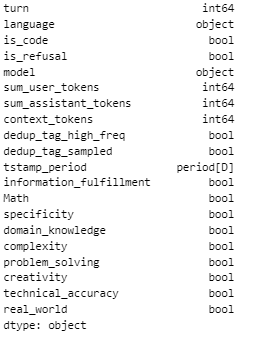 turn int64
language object
is_code bool
is_refusal bool
model object
sum_user_tokens int64
sum_assistant_tokens int64
context_tokens int64
dedup_tag_high_freq bool
dedup_tag_sampled bool
tstamp_period period[D]
information_fulfillment bool
Math bool
specificity bool
domain_knowledge bool
complexity bool
problem_solving bool
creativity bool
technical_accuracy bool
real_world bool
dtype: object